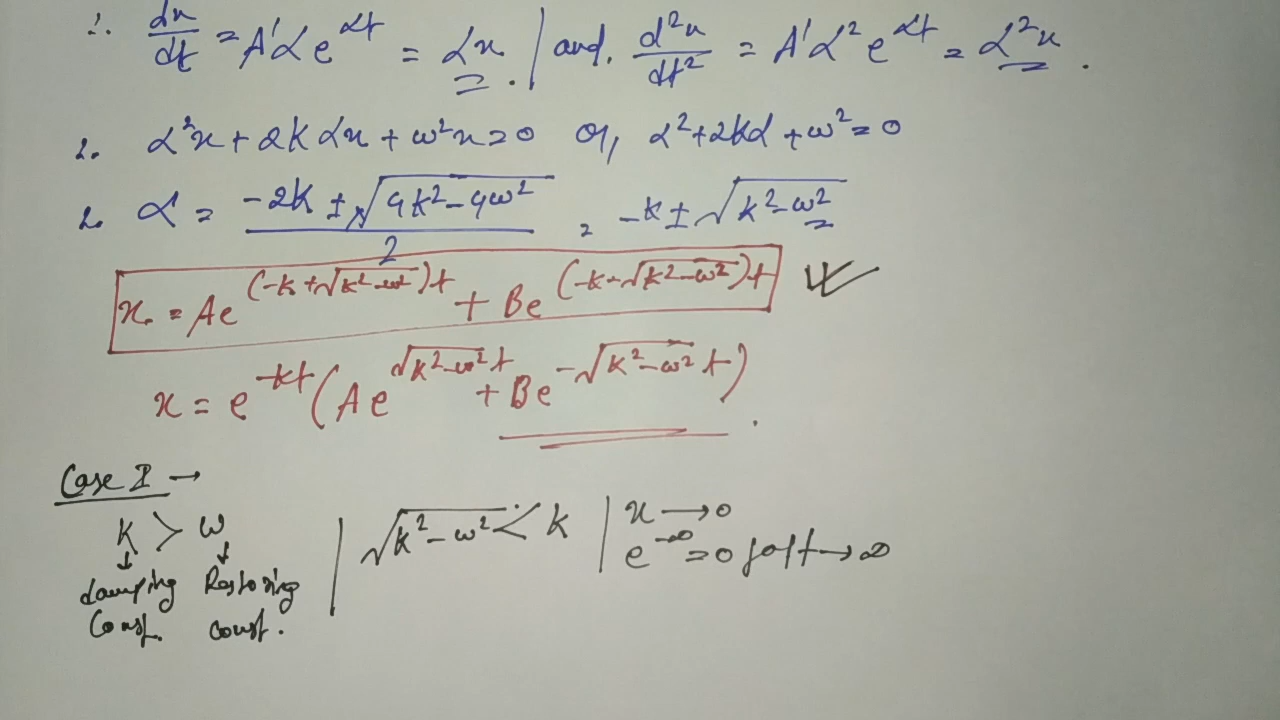 ∴ dx/dt = A'αe^{αt} = αx. | and, d²x/dt² = A'α²e^{αt} = α²x.
∴ α²x + 2kαx + ω²x = 0 or, α² + 2kα + ω² = 0
∴ α = (-2k ± √(4k² - 4ω²))/2 = -k ± √(k² - ω²)
x = Ae^{(-k + √(k² - ω²))t} + Be^{(-k - √(k² - ω²))t}
x = e^{-kt}(Ae^{√(k² - ω²)t} + Be^{-√(k² - ω²)t}).
Case I →
k > ω | √(k² - ω²) < k | x → 0
↓ ↓ e^{-∞} = 0 for t → ∞
damping Restoring
Const. const.